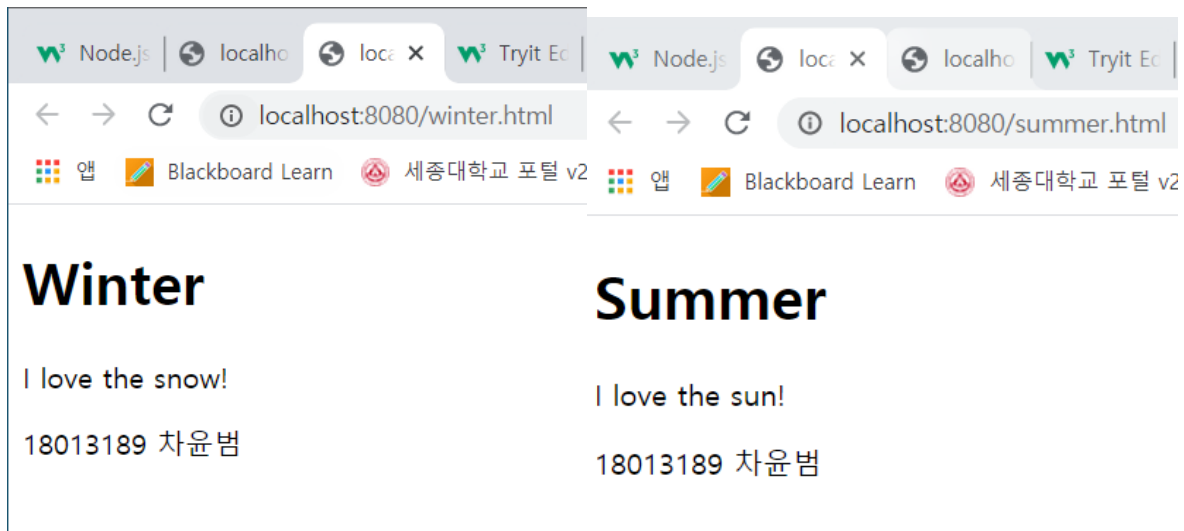 Node.js localho loca Tryit Ec
localhost:8080/winter.html
앱 Blackboard Learn 세종대학교 포털 v2
Winter
I love the snow!
18013189 차윤범
Node.js loca localho Tryit Ec
localhost:8080/summer.html
앱 Blackboard Learn 세종대학교 포털 v2
Summer
I love the sun!
18013189 차윤범